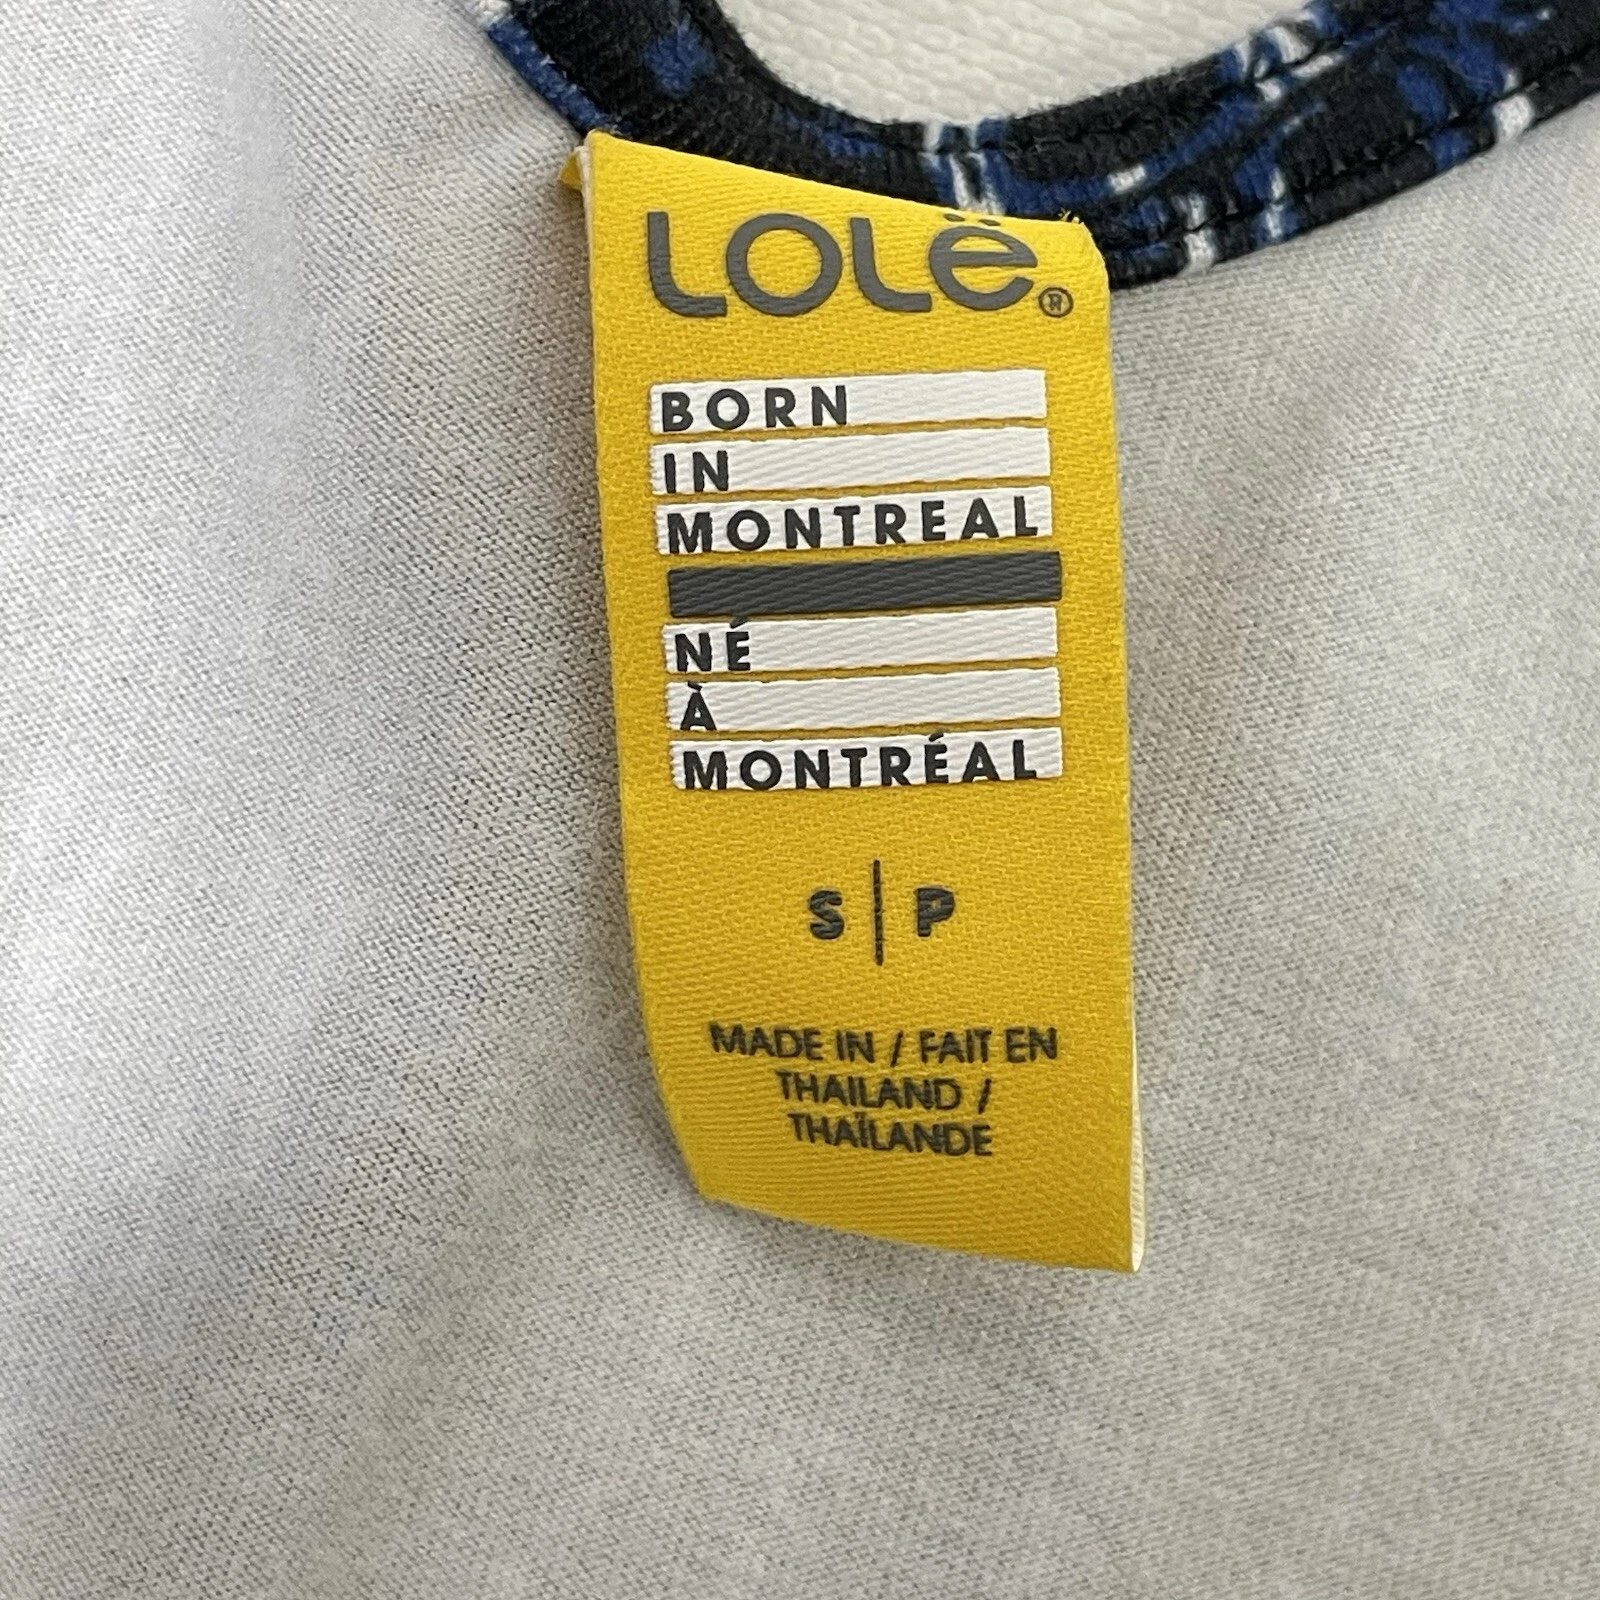 LOLË®
BORN
IN
MONTREAL
NÉ
À
MONTRÉAL
S|P
MADE IN / FAIT EN
THAILAND /
THAÏLANDE